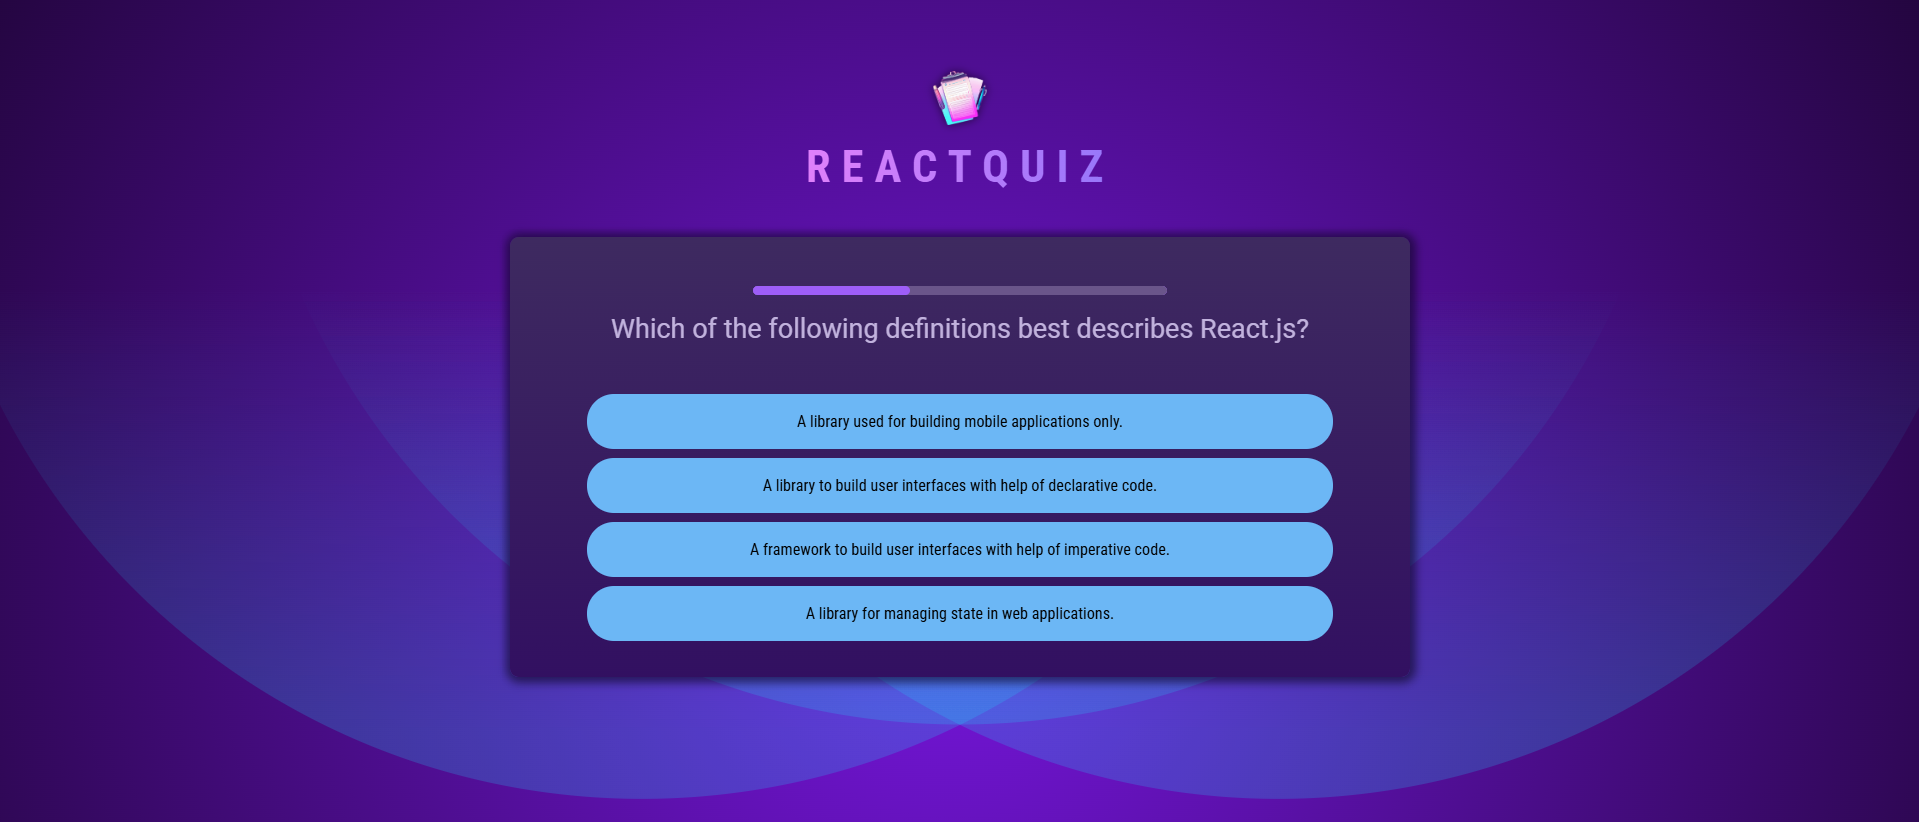 REACTQUIZ
Which of the following definitions best describes React.js?
A library used for building mobile applications only.
A library to build user interfaces with help of declarative code.
A framework to build user interfaces with help of imperative code.
A library for managing state in web applications.